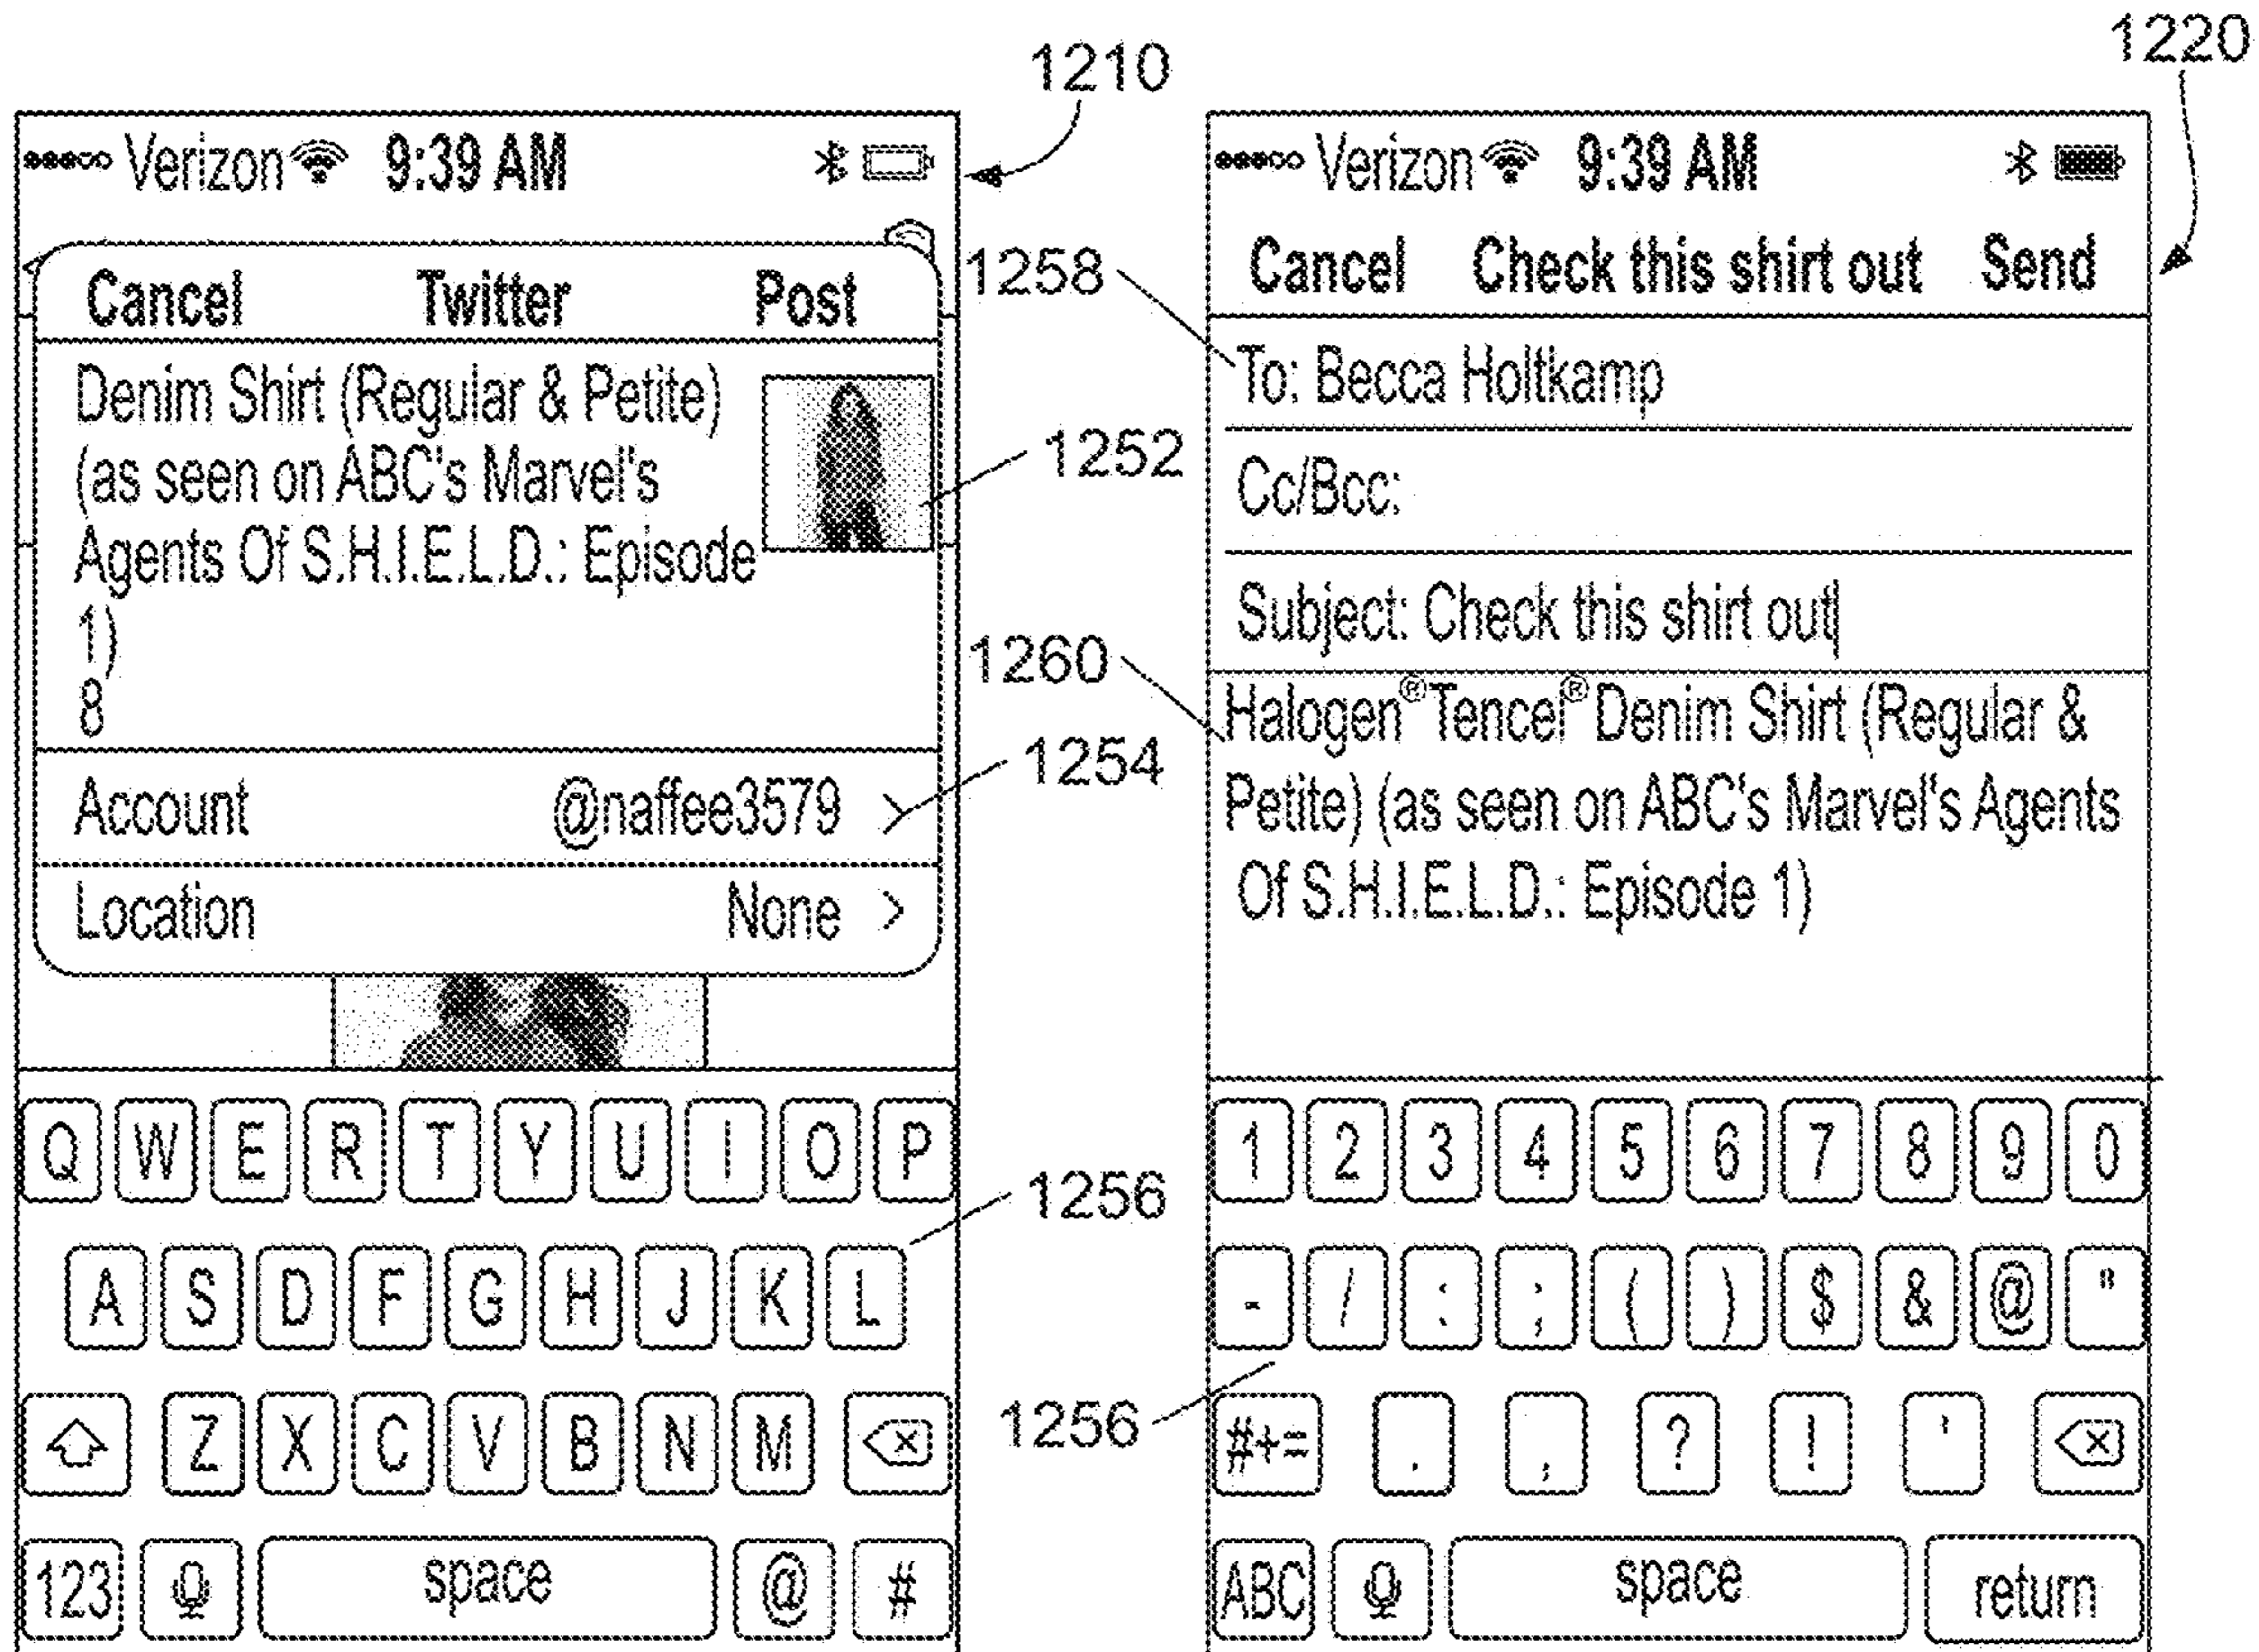 1210
Verizon 9:39 AM
Cancel Twitter Post
Denim Shirt (Regular & Petite)
(as seen on ABC's Marvel's
Agents Of S.H.I.E.L.D.: Episode
1)
8
1252
Account @naffee3579 >
1254
Location None >
Q W E R T Y U I O P
1256
A S D F G H J K L
Z X C V B N M
123 space @ #
1220
Verizon 9:39 AM
Cancel Check this shirt out Send
1258
To: Becca Holtkamp
Cc/Bcc:
Subject: Check this shirt out
1260
Halogen® Tencel® Denim Shirt (Regular &
Petite) (as seen on ABC's Marvel's Agents
Of S.H.I.E.L.D.: Episode 1)
1 2 3 4 5 6 7 8 9 0
- / : ; ( ) $ & @ "
1256
#+= . , ? ! '
ABC space return